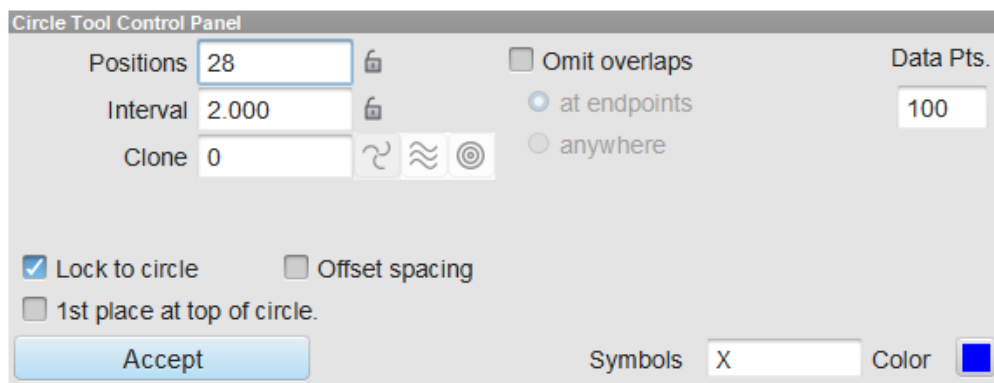 Circle Tool Control Panel
Positions 28 Omit overlaps Data Pts.
Interval 2.000 at endpoints 100
Clone 0 anywhere
Lock to circle Offset spacing
1st place at top of circle.
Accept Symbols X Color